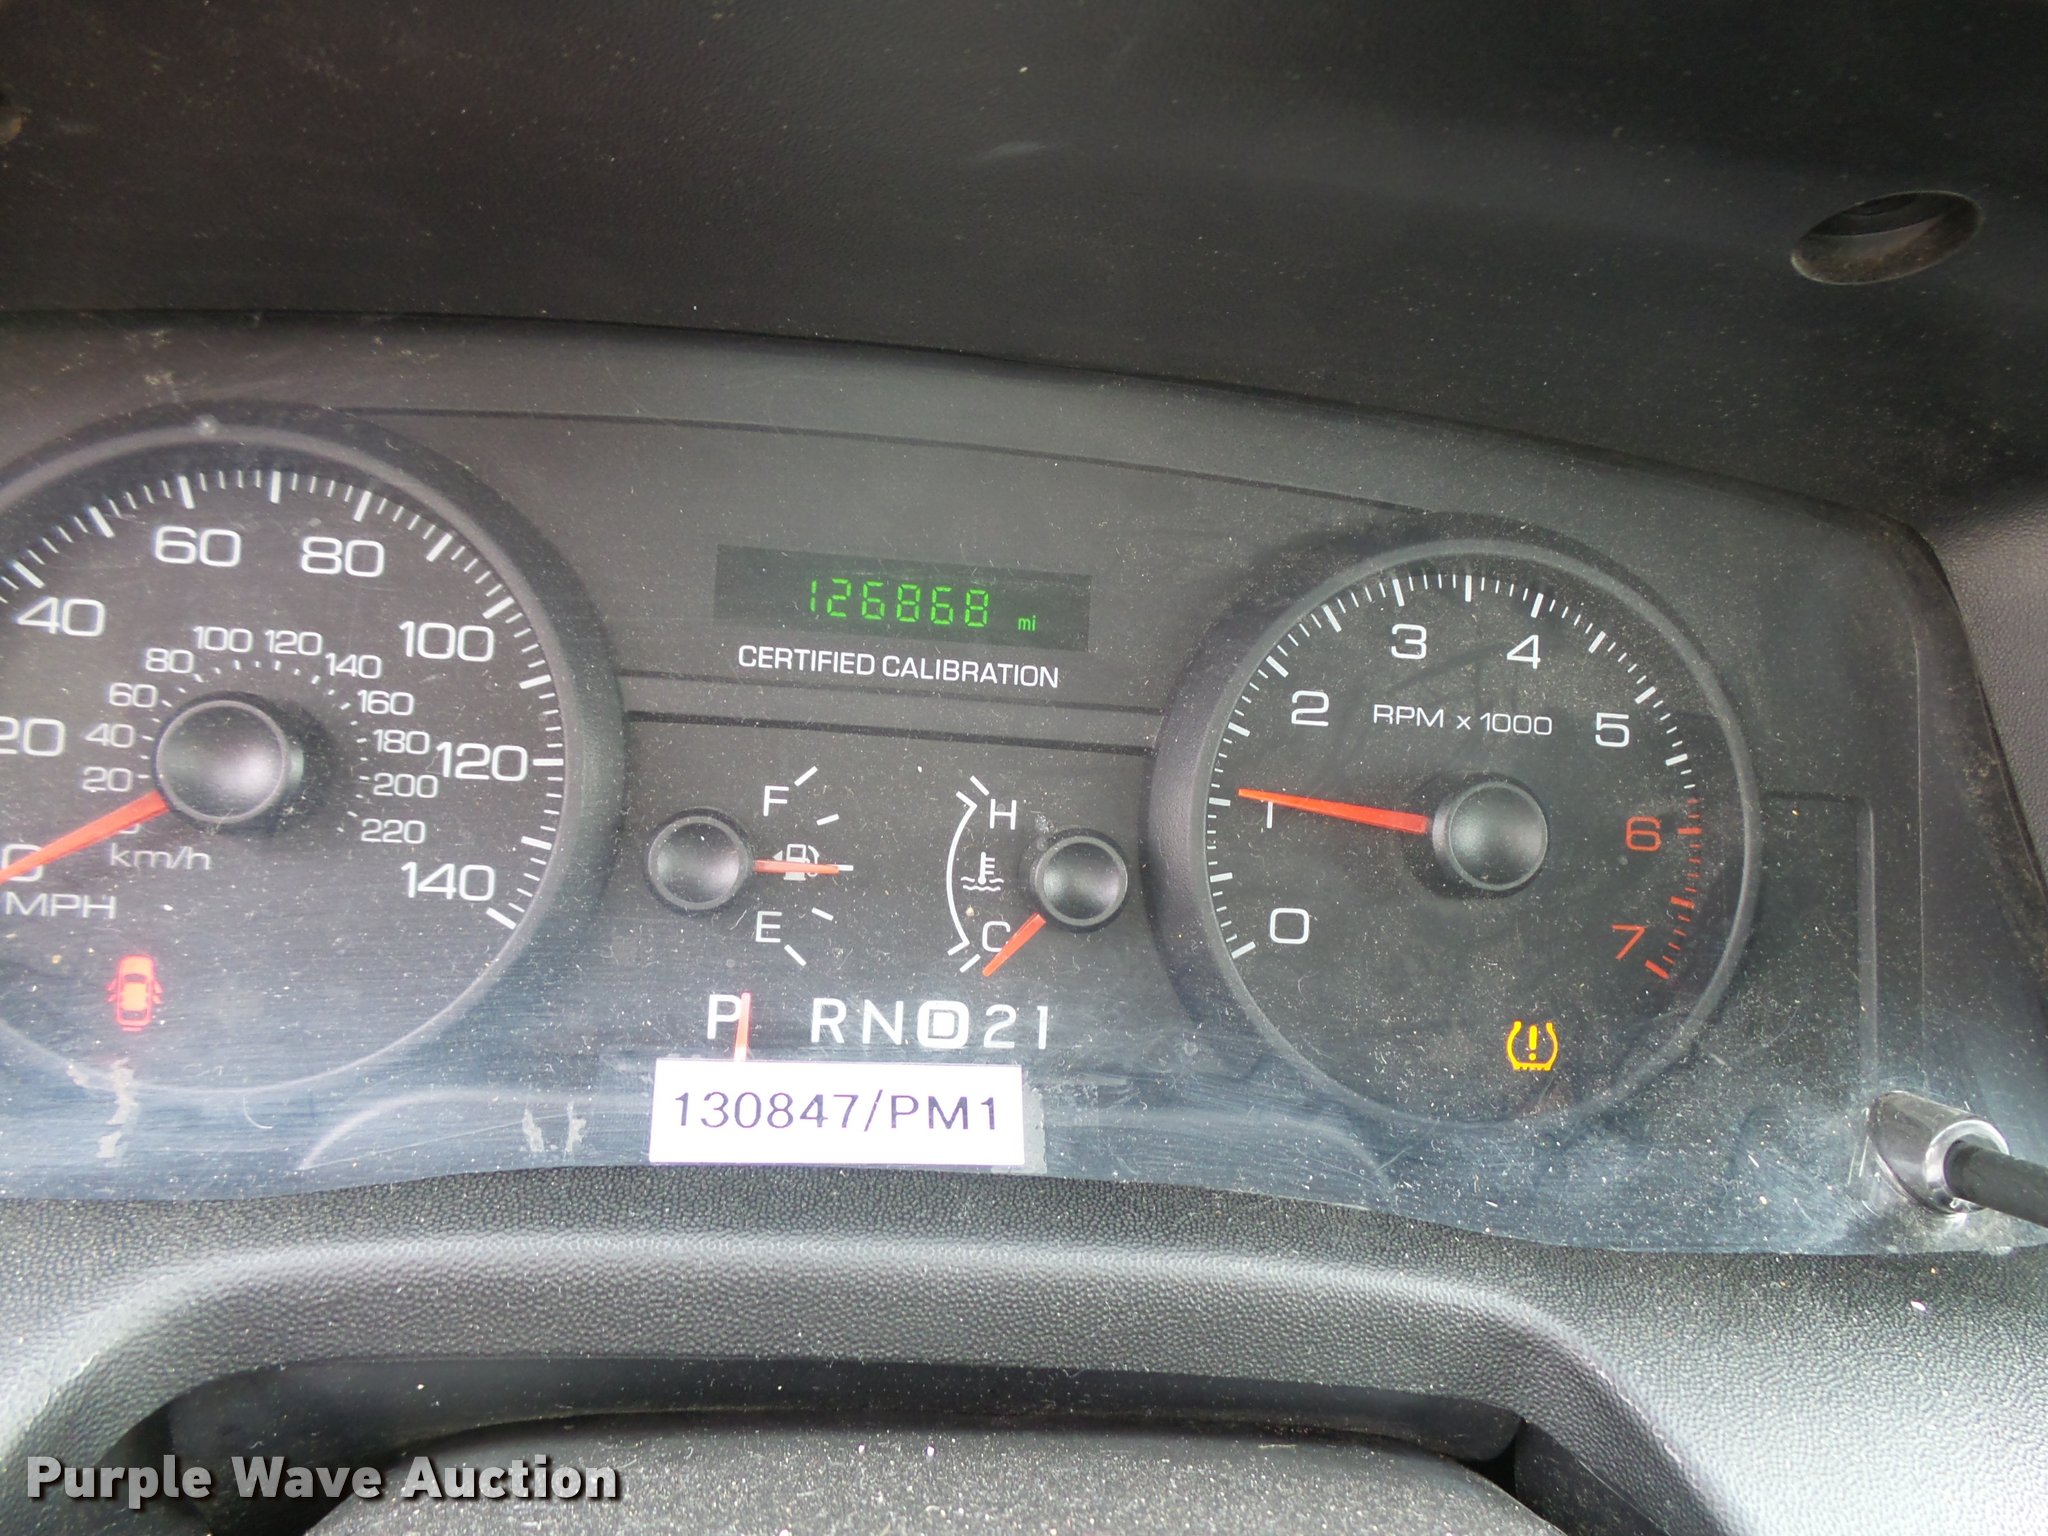 60 80
40 100
20 120
0 140
MPH
80 100 120 140
60 160
40 180
20 200
220
km/h
126868 mi
CERTIFIED CALIBRATION
F
E
H
C
P RND21
130847/PM1
3 4
2 5
RPM x 1000
1 6
0 7
Purple Wave Auction